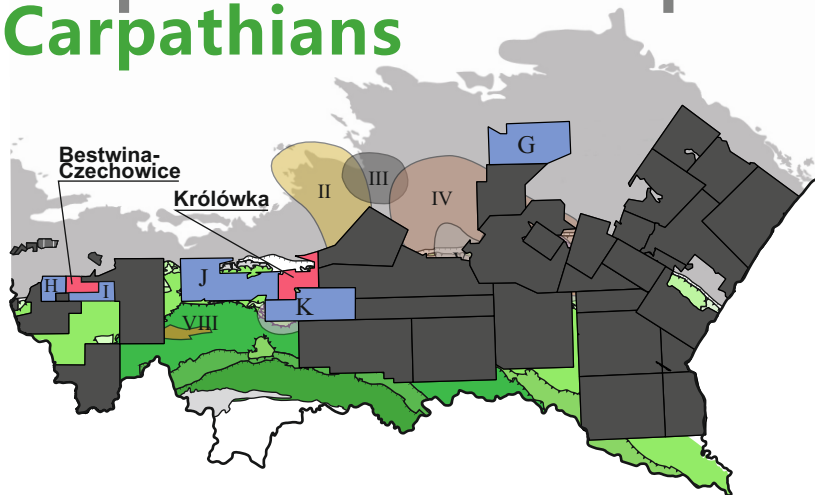 Carpathians
Bestwina-
Czechowice
Królówka
G
II
III
IV
H
I
J
K
VIII